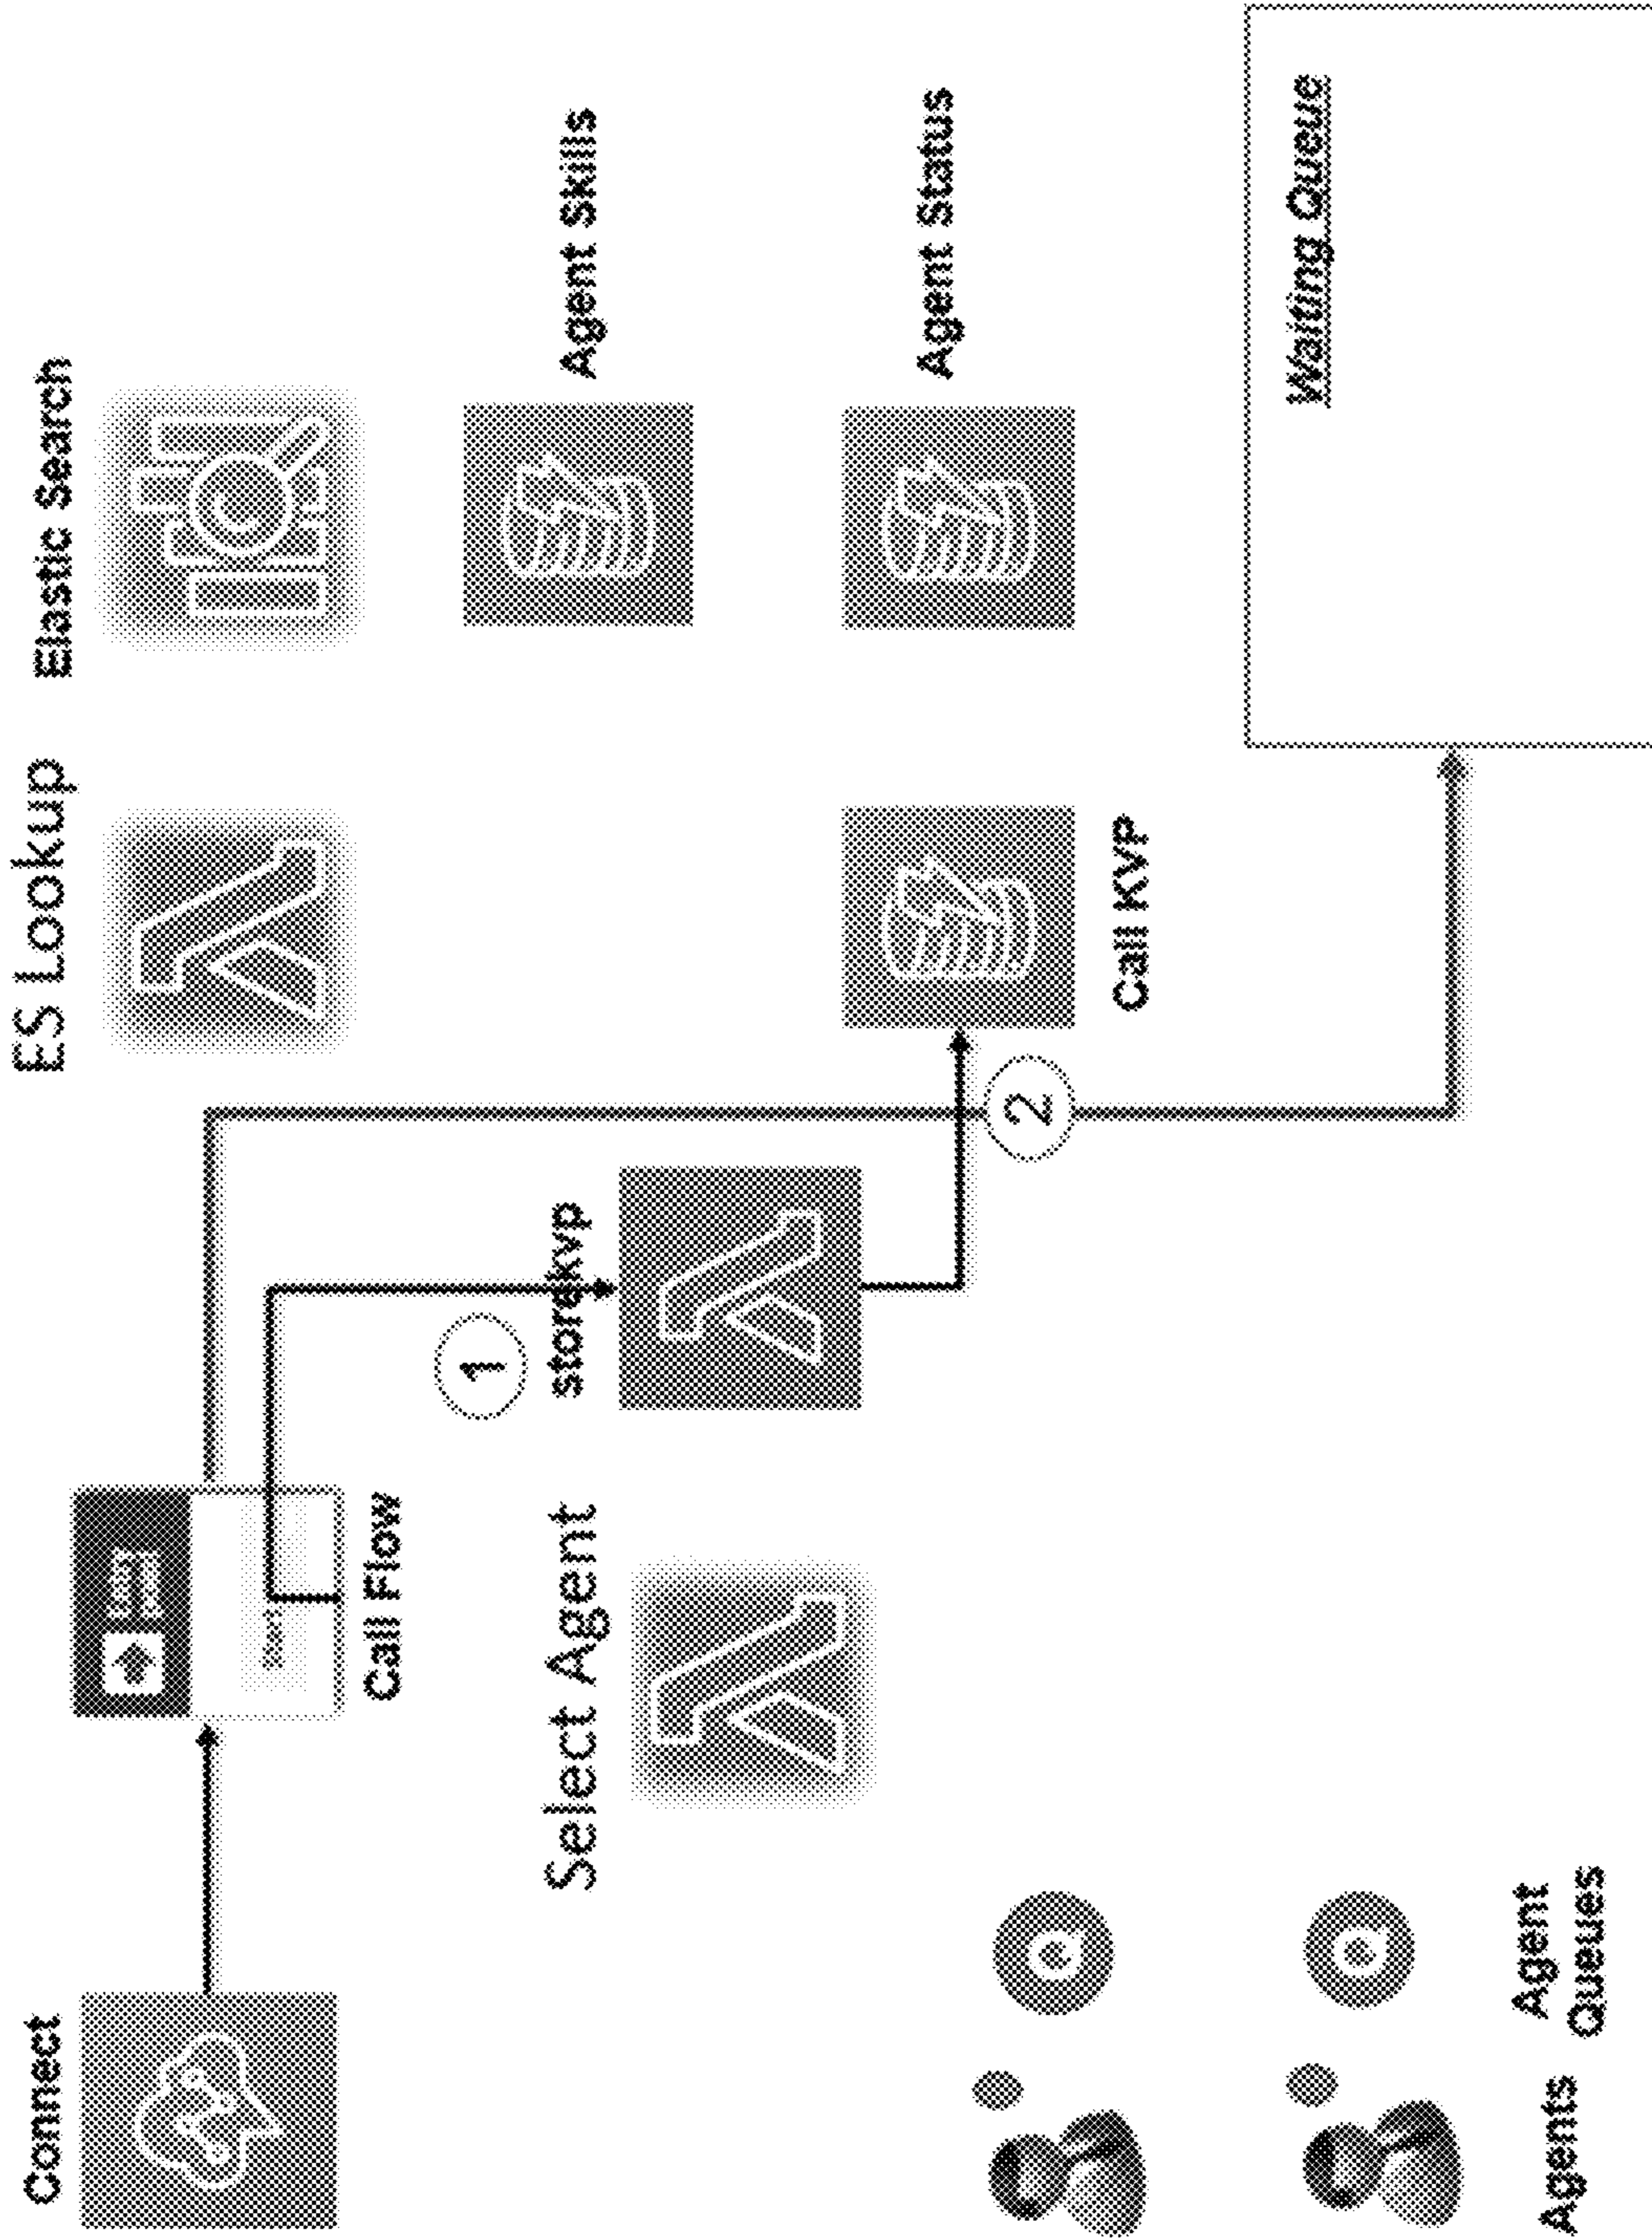 Connect
ES Lookup
Elastic Search
Start
Call Flow
1
storekvp
Select Agent
Agent Skills
Agent Status
2
Call KVP
Waiting Queue
Agents
Agent
Queues